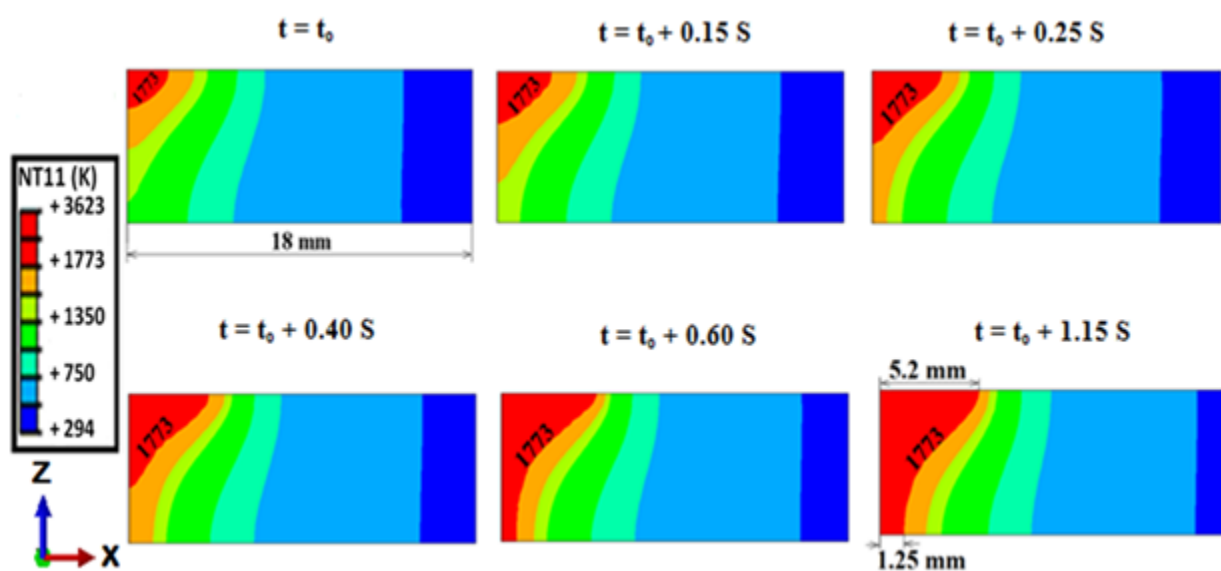 t = t₀
t = t₀ + 0.15 S
t = t₀ + 0.25 S
1773
1773
1773
NT11 (K)
+3623
+1773
+1350
+750
+294
18 mm
t = t₀ + 0.40 S
t = t₀ + 0.60 S
t = t₀ + 1.15 S
5.2 mm
1773
1773
1773
Z
X
1.25 mm